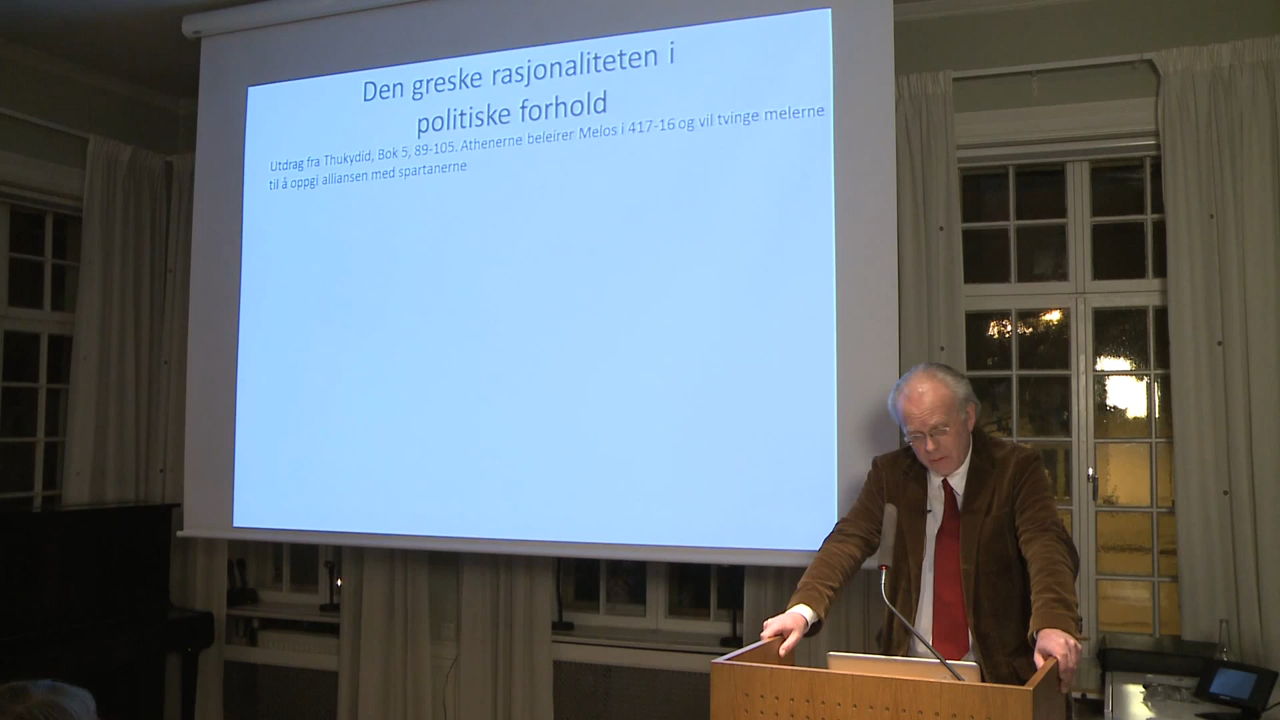 Den greske rasjonaliteten i
politiske forhold
Utdrag fra Thukydid, Bok 5, 89-105. Athenerne beleirer Melos i 417-16 og vil tvinge melerne
til å oppgi alliansen med spartanerne